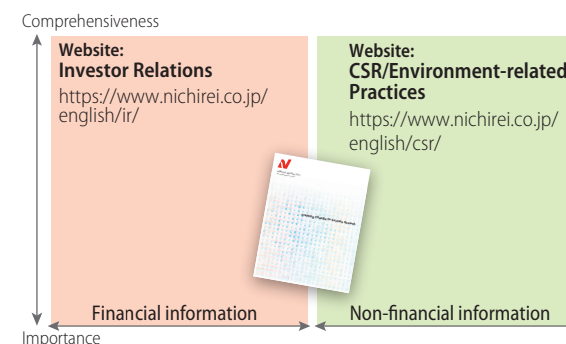 Comprehensiveness
Website:
Investor Relations
https://www.nichirei.co.jp/
english/ir/
Website:
CSR/Environment-related
Practices
https://www.nichirei.co.jp/
english/csr/
Financial information
Non-financial information
Importance